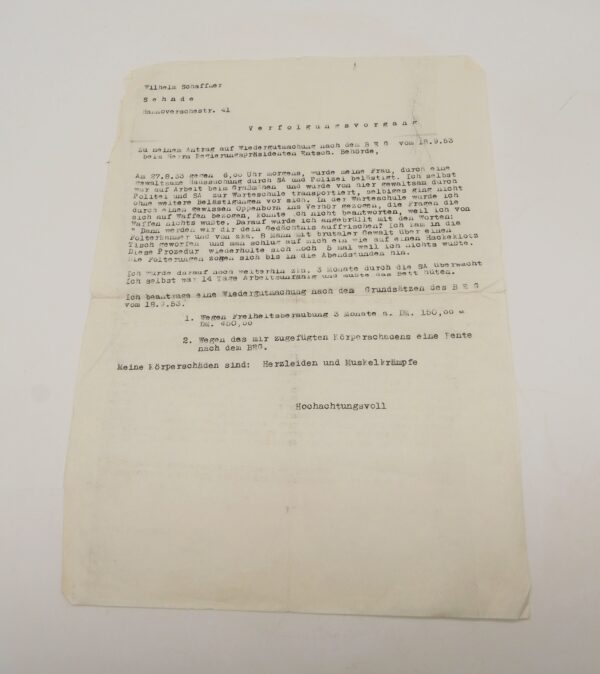 Wilhelm Schaffner
S e h n d e
Hannoverschestr. 41
V e r f o l g u n g s v o r g a n g
Zu meinen Antrag auf Wiedergutmachung nach dem B E G vom 18.9.53
beim Herrn Regierungspräsidenten Entsch. Behörde,
Am 27.8.33 gegen 6,00 Uhr morgens, wurde meine Frau, durch eine
gewaltsame Haussuchung durch SA und Polizei belästigt. Ich selbst
war auf Arbeit beim und wurde von hier gewaltsam durch
Polizei und SA zur Warteschule transportiert, selbiges ging nicht
ohne weitere Belästigungen vor sich. In der Warteschule wurde ich
durch einen gewissen Oppenborn ins Verhör gezogen, die Fragen die
sich auf Waffen bezogen, konnte ich nicht beantworten, weil ich von
Waffen nichts wußte. Darauf wurde ich angebrüllt mit den Worten:
" Dann werden wir dir dein Gedächtnis auffrischen! Ich kam in die
Folterkammer und von zka. 8 Mann mit brutaler Gewalt über einen
Tisch geworfen und man schlug auf mich ein wie auf einen Hackeklotz
Diese Prozedur wiederholte sich noch 5 mal weil ich nichts wußte.
Die Folterungen zogen sich bis in die Abendstunden hin.
Ich wurde darauf noch weiterhin zka. 3 Monate durch die SA überwacht
Ich selbst war 14 Tage Arbeitsunfähig und mußte das Bett hüten.
Ich beantrage eine Wiedergutmachung nach dem Grundsätzen des B E G
vom 18.9.53.
1. Wegen Freiheitsberaubung 3 Monate a. DM. 150,00 =
DM. 450,00
2. Wegen das mir zugefügten Körperschadens eine Rente
nach dem BEG.
Meine Körperschäden sind: Herzleiden und Muskelkrämpfe
Hochachtungsvoll